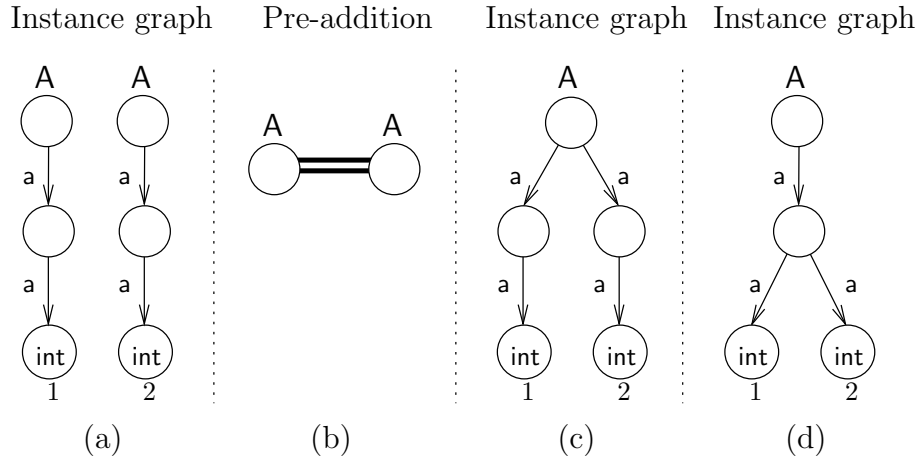 Instance graph Pre-addition Instance graph Instance graph
A A A A
A A
a a a a a
a a a a a a
int int int int int int
1 2 1 2 1 2
(a) (b) (c) (d)